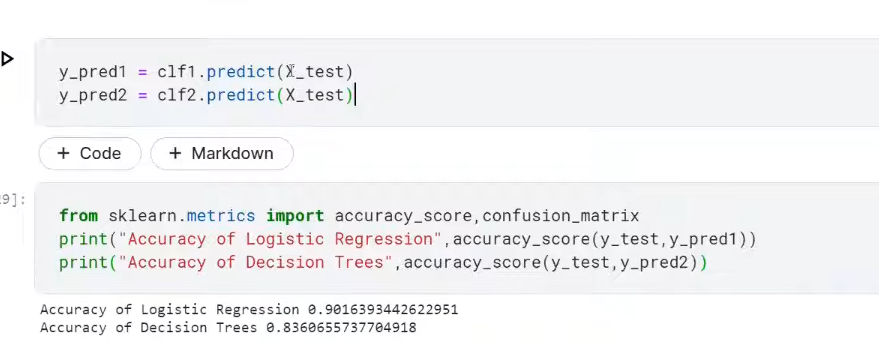 y_pred1 = clf1.predict(X_test)
y_pred2 = clf2.predict(X_test)
+ Code + Markdown
9]:
from sklearn.metrics import accuracy_score,confusion_matrix
print("Accuracy of Logistic Regression",accuracy_score(y_test,y_pred1))
print("Accuracy of Decision Trees",accuracy_score(y_test,y_pred2))
Accuracy of Logistic Regression 0.9016393442622951
Accuracy of Decision Trees 0.8360655737704918